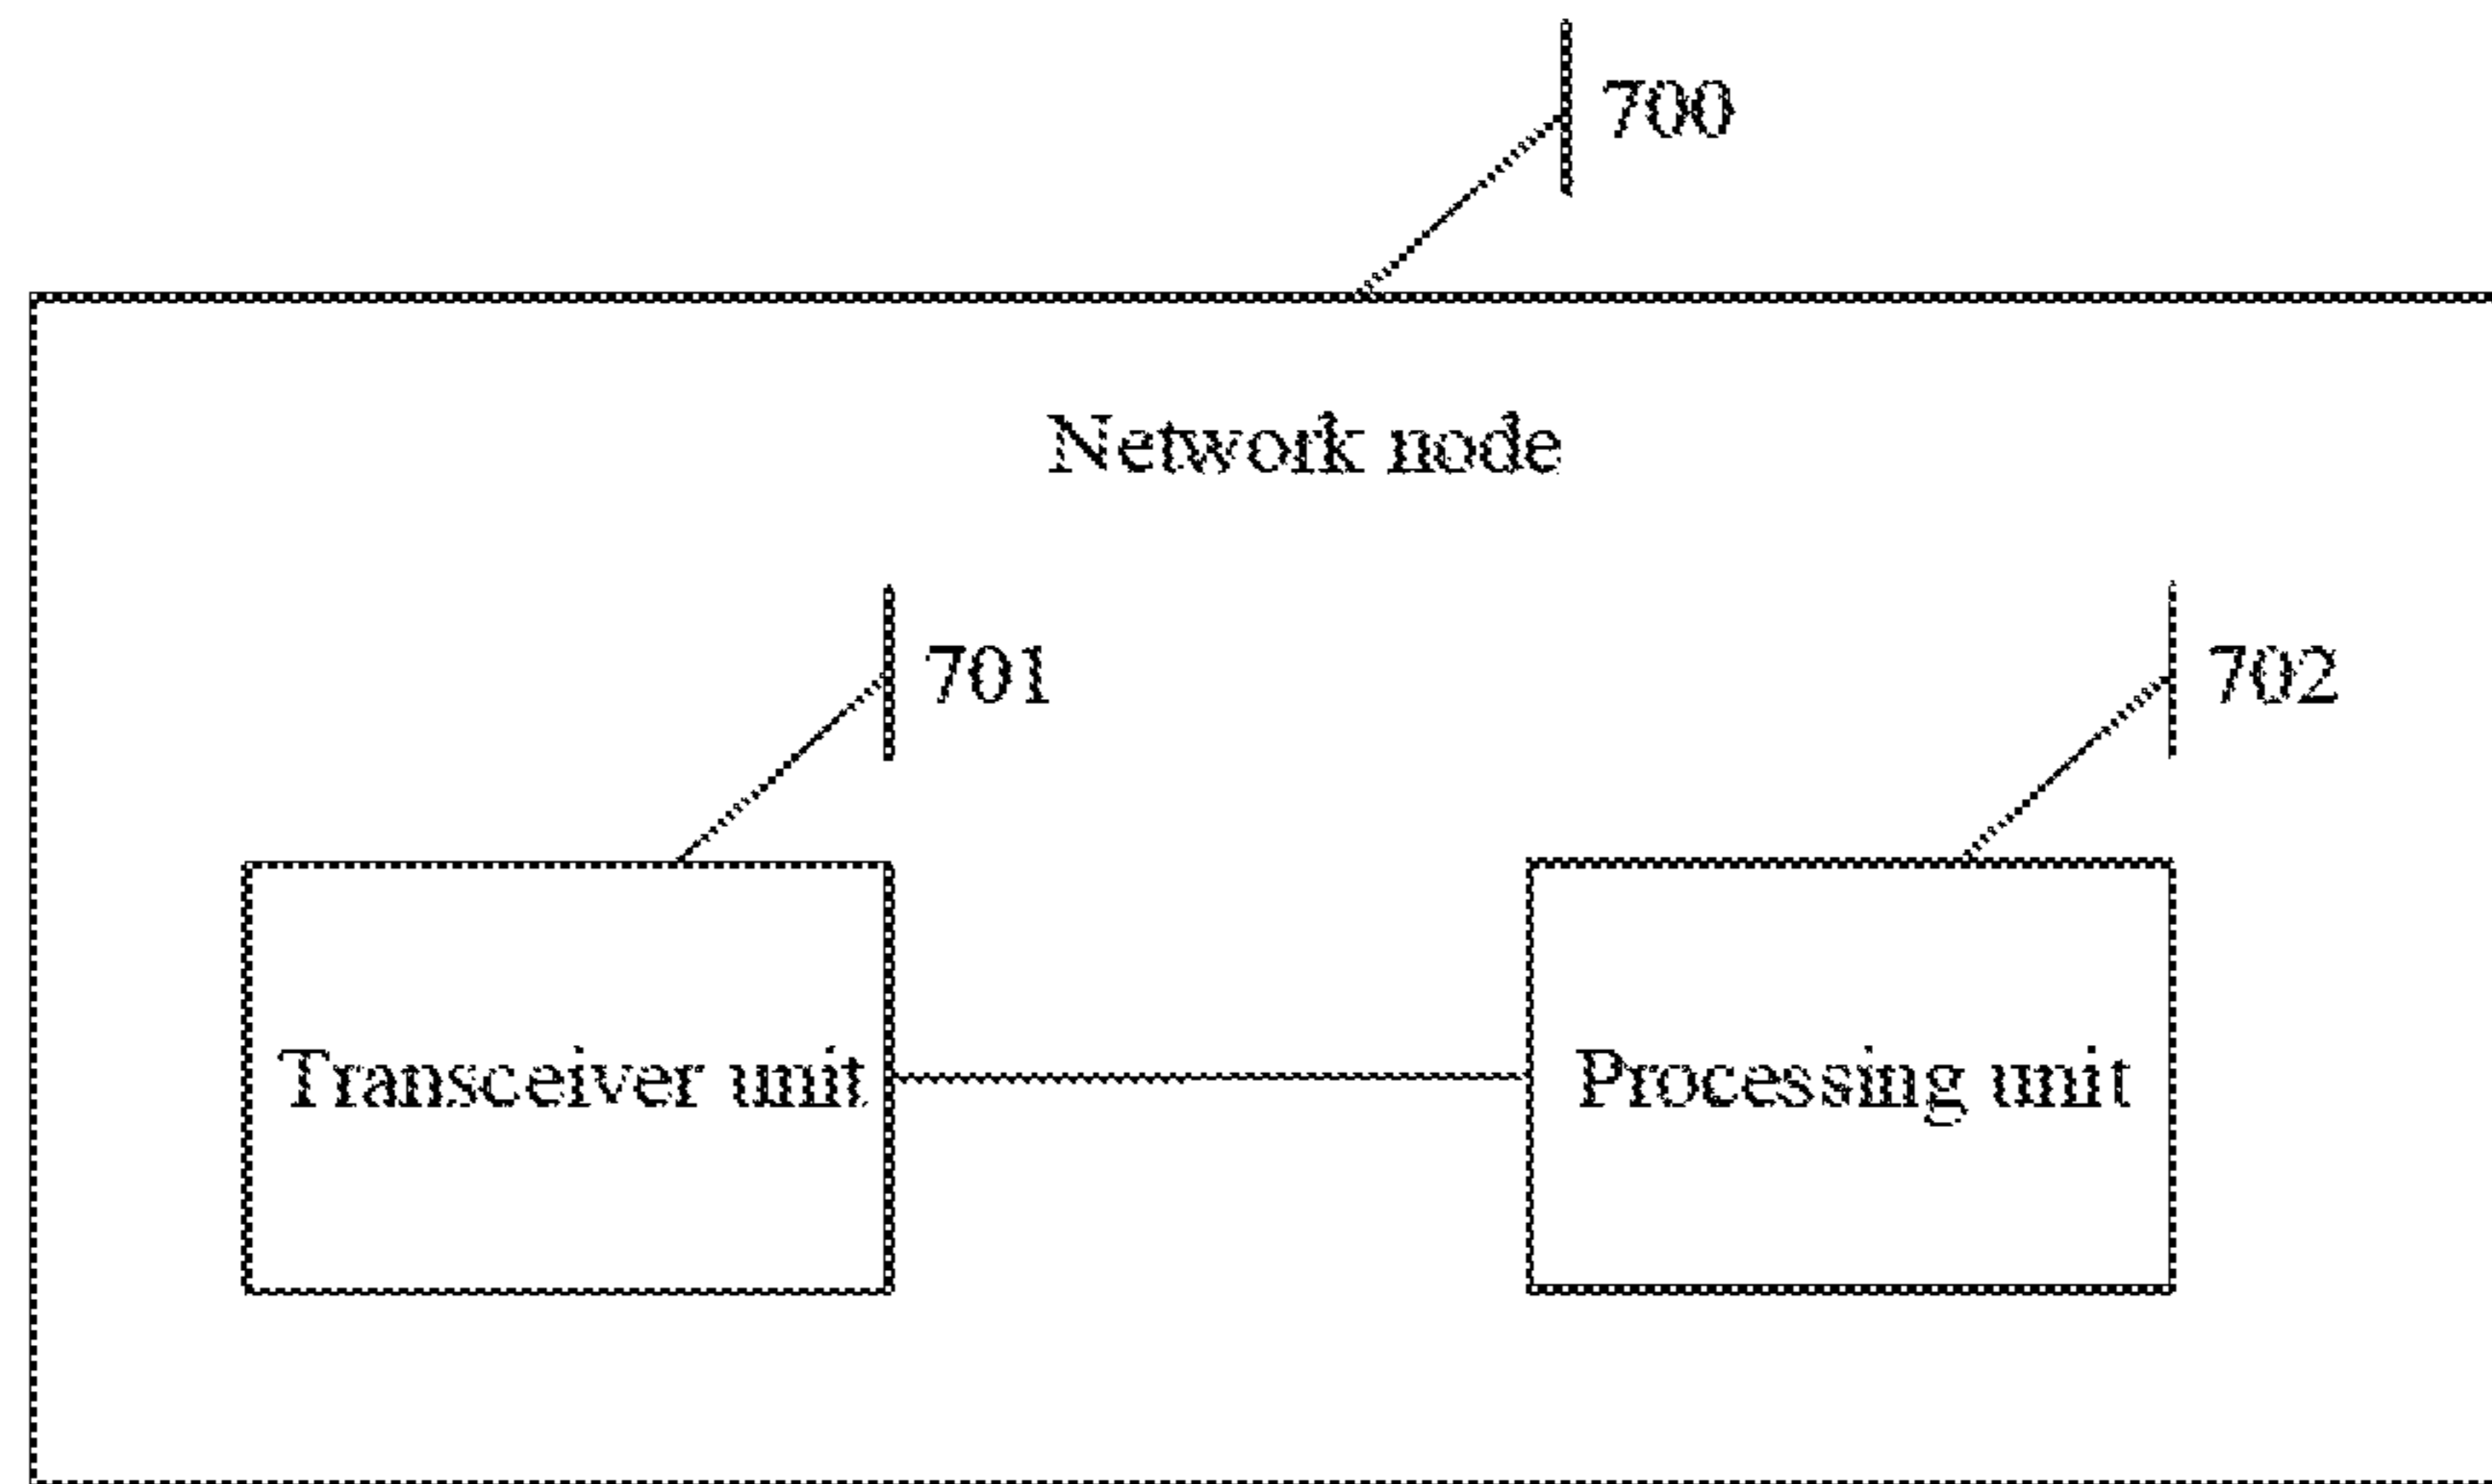 700
Network node
701
702
Transceiver unit
Processing unit